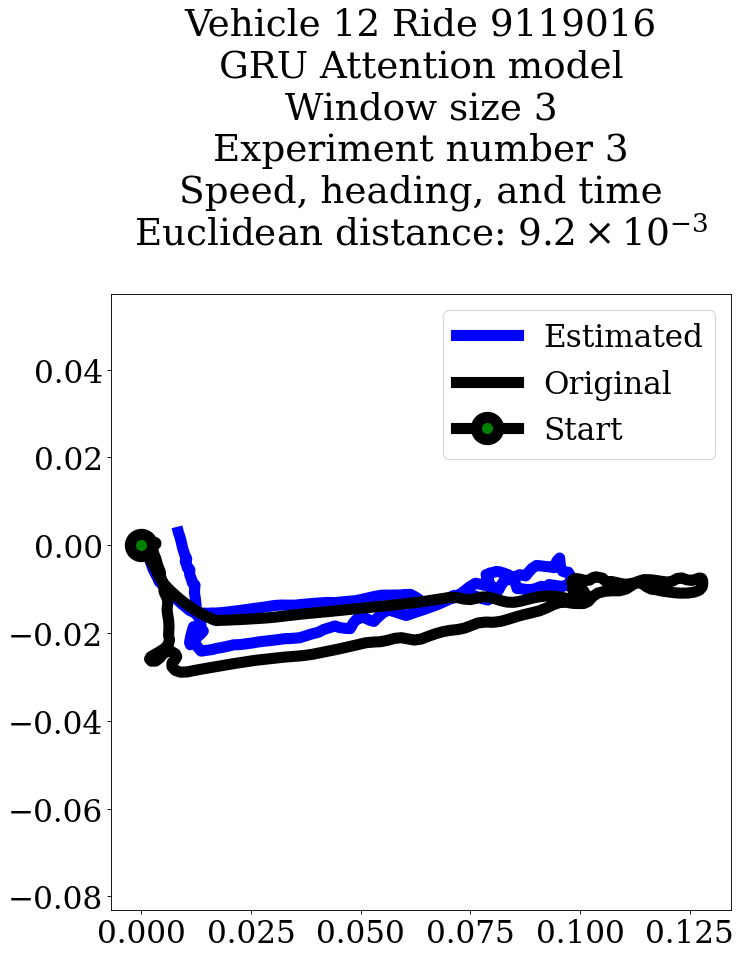 Vehicle 12 Ride 9119016
GRU Attention model
Window size 3
Experiment number 3
Speed, heading, and time
Euclidean distance: 9.2 × 10⁻³
Estimated
Original
Start
0.04
0.02
0.00
−0.02
−0.04
−0.06
−0.08
0.000 0.025 0.050 0.075 0.100 0.125